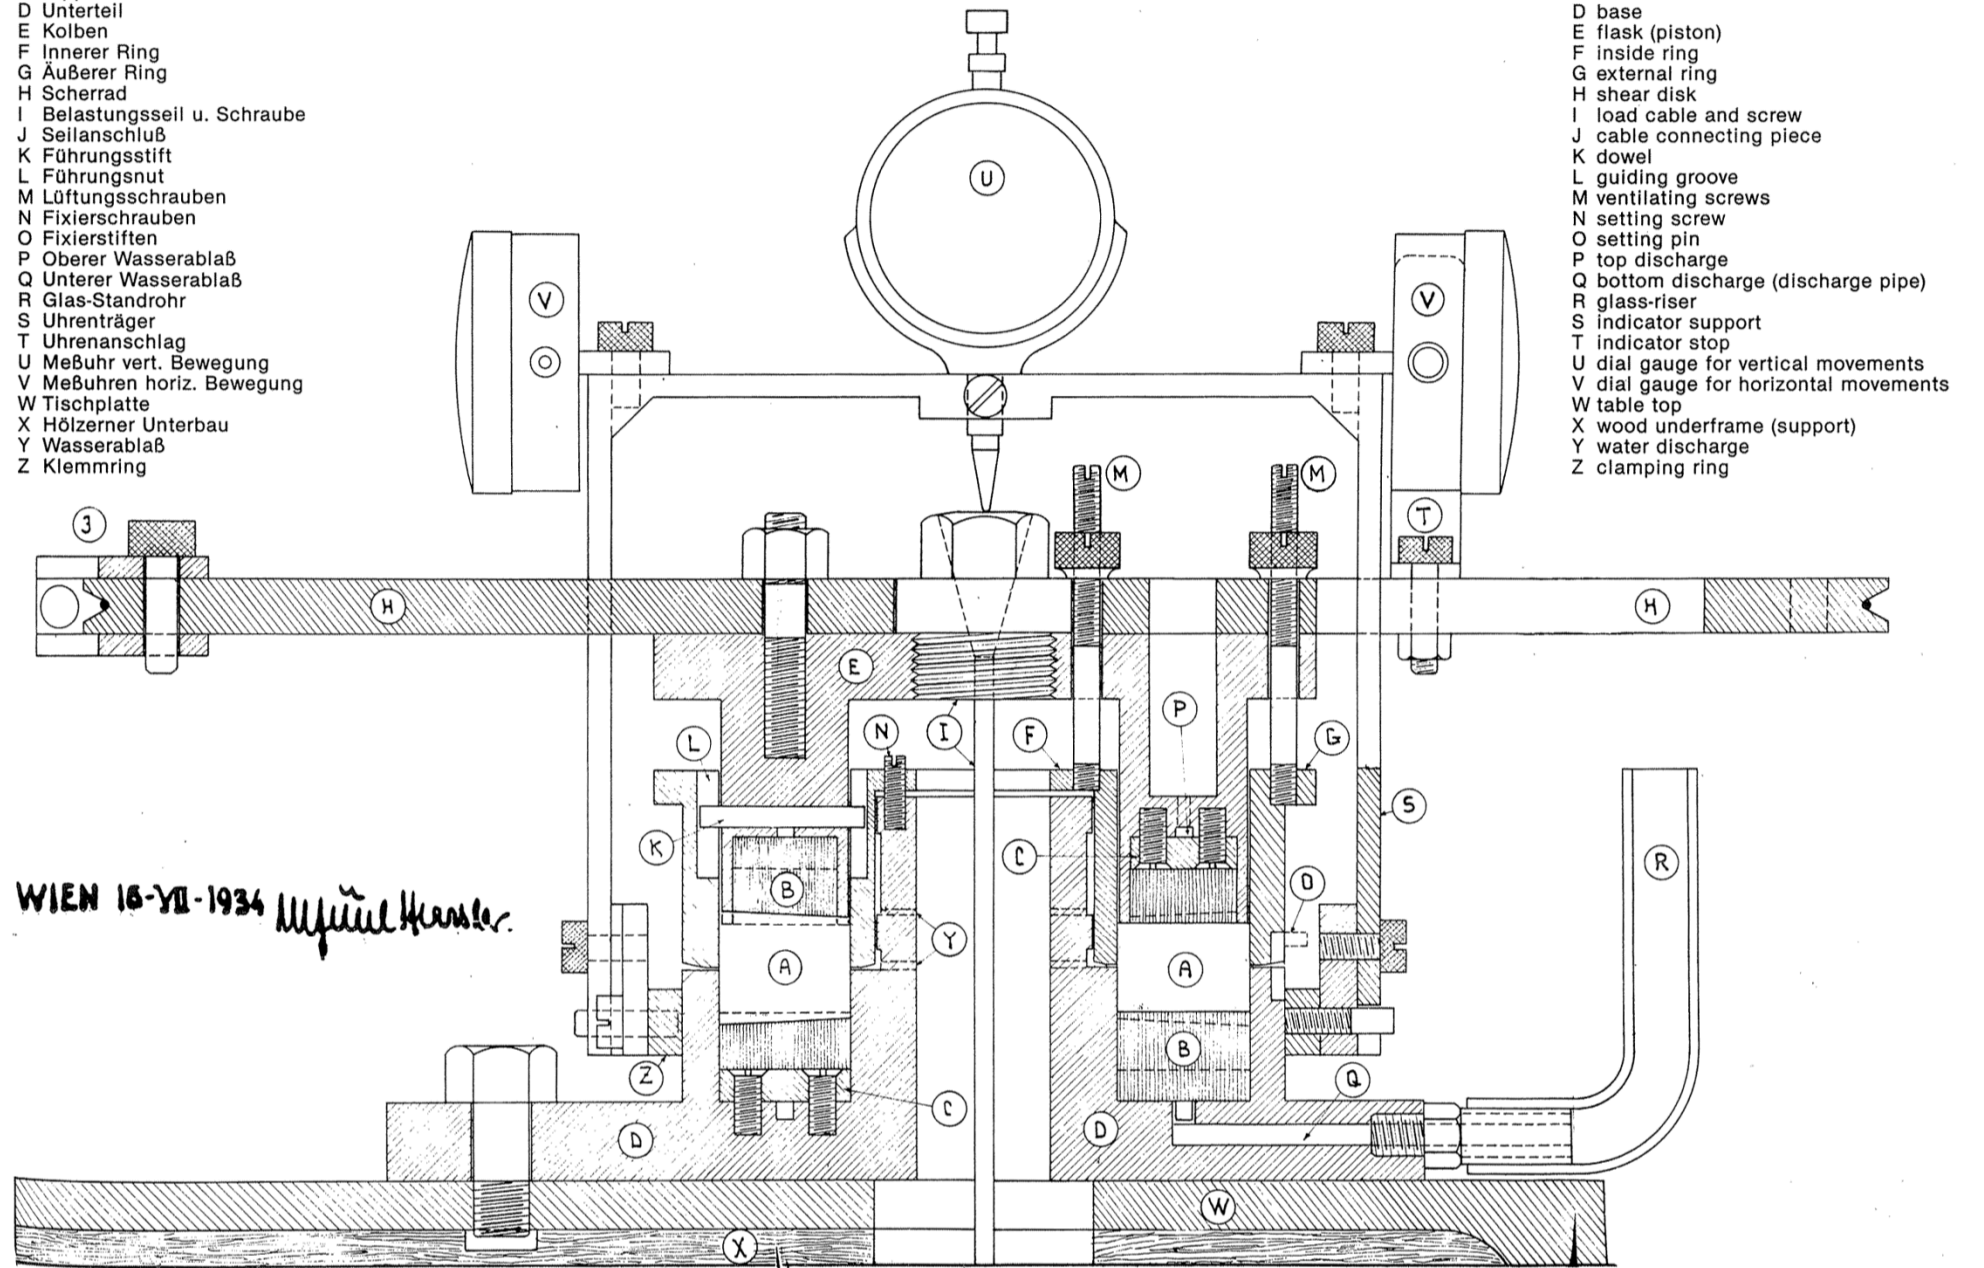 D Unterteil
E Kolben
F Innerer Ring
G Äußerer Ring
H Scherrad
I Belastungsseil u. Schraube
J Seilanschluß
K Führungsstift
L Führungsnut
M Lüftungsschrauben
N Fixierschrauben
O Fixierstiften
P Oberer Wasserablaß
Q Unterer Wasserablaß
R Glas-Standrohr
S Uhrenträger
T Uhrenanschlag
U Meßuhr vert. Bewegung
V Meßuhren horiz. Bewegung
W Tischplatte
X Hölzerner Unterbau
Y Wasserablaß
Z Klemmring
D base
E flask (piston)
F inside ring
G external ring
H shear disk
I load cable and screw
J cable connecting piece
K dowel
L guiding groove
M ventilating screws
N setting screw
O setting pin
P top discharge
Q bottom discharge (discharge pipe)
R glass-riser
S indicator support
T indicator stop
U dial gauge for vertical movements
V dial gauge for horizontal movements
W table top
X wood underframe (support)
Y water discharge
Z clamping ring
U
V
V
M
M
T
3
H
H
E
P
L
N
I
F
G
S
K
B
C
O
R
Y
A
A
B
Z
C
Q
D
D
W
X
WIEN 16-VII-1934